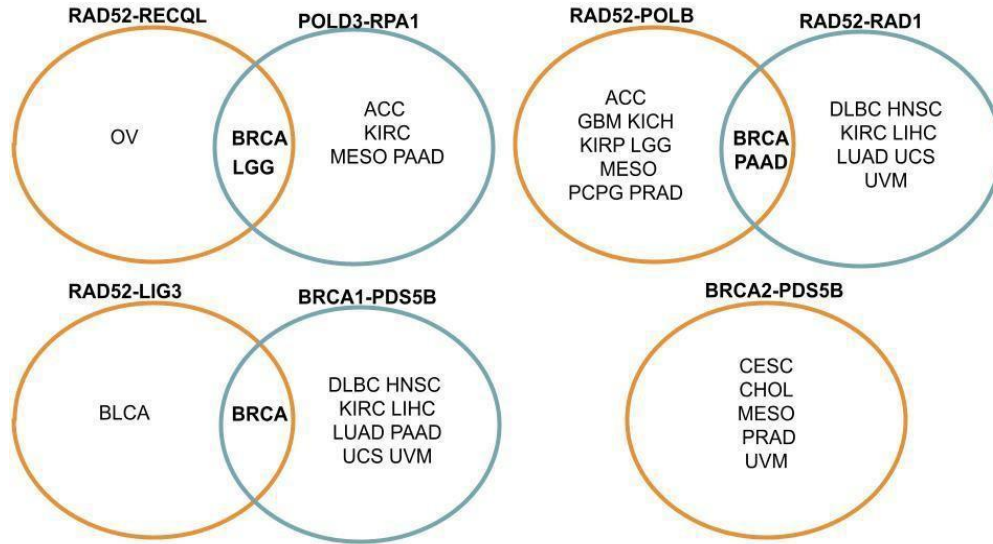 RAD52-RECQL
POLD3-RPA1
OV
BRCA
LGG
ACC
KIRC
MESO PAAD
RAD52-POLB
RAD52-RAD1
ACC
GBM KICH
KIRP LGG
MESO
PCPG PRAD
BRCA
PAAD
DLBC HNSC
KIRC LIHC
LUAD UCS
UVM
RAD52-LIG3
BRCA1-PDS5B
BLCA
BRCA
DLBC HNSC
KIRC LIHC
LUAD PAAD
UCS UVM
BRCA2-PDS5B
CESC
CHOL
MESO
PRAD
UVM